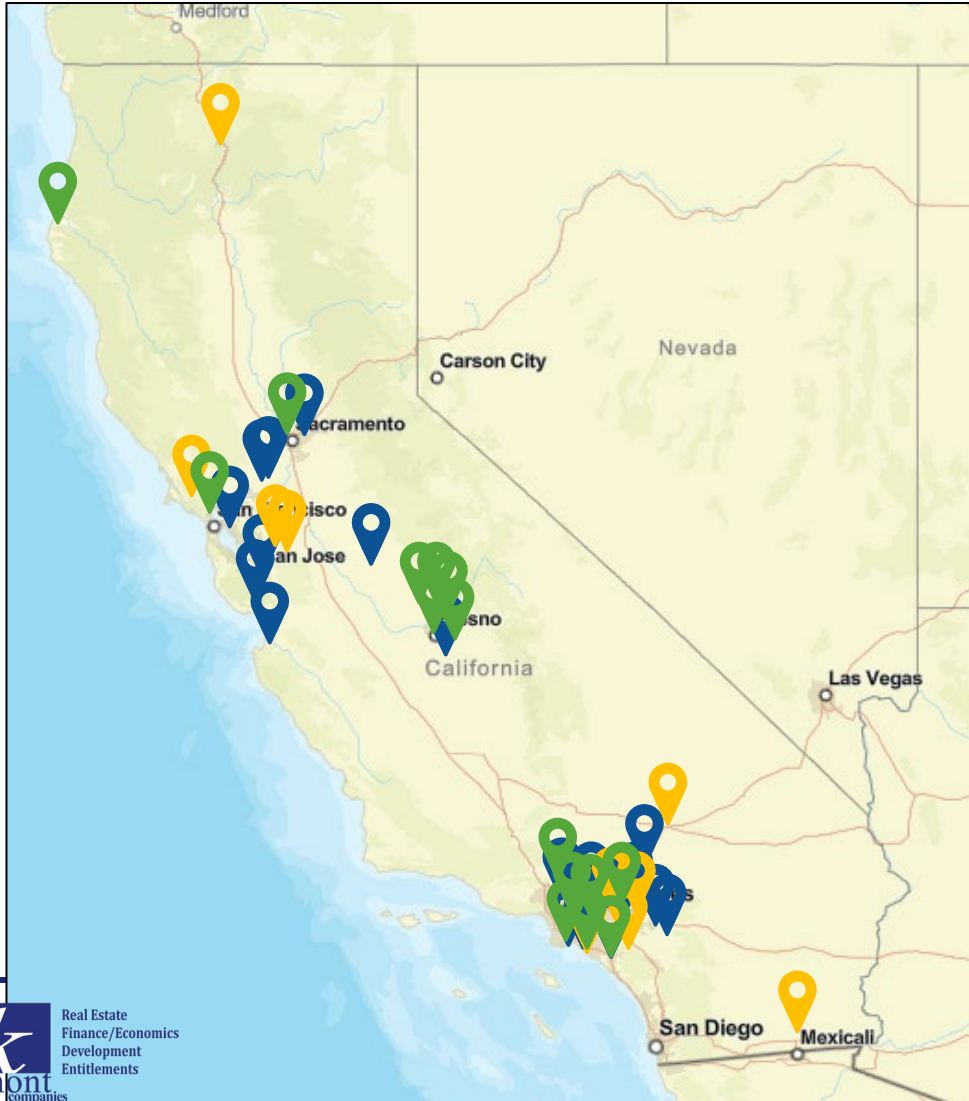 Medford
Nevada
Carson City
Sacramento
San Jose
California
Las Vegas
San Diego
Mexicali
Real Estate
Finance/Economics
Development
Entitlements
companies